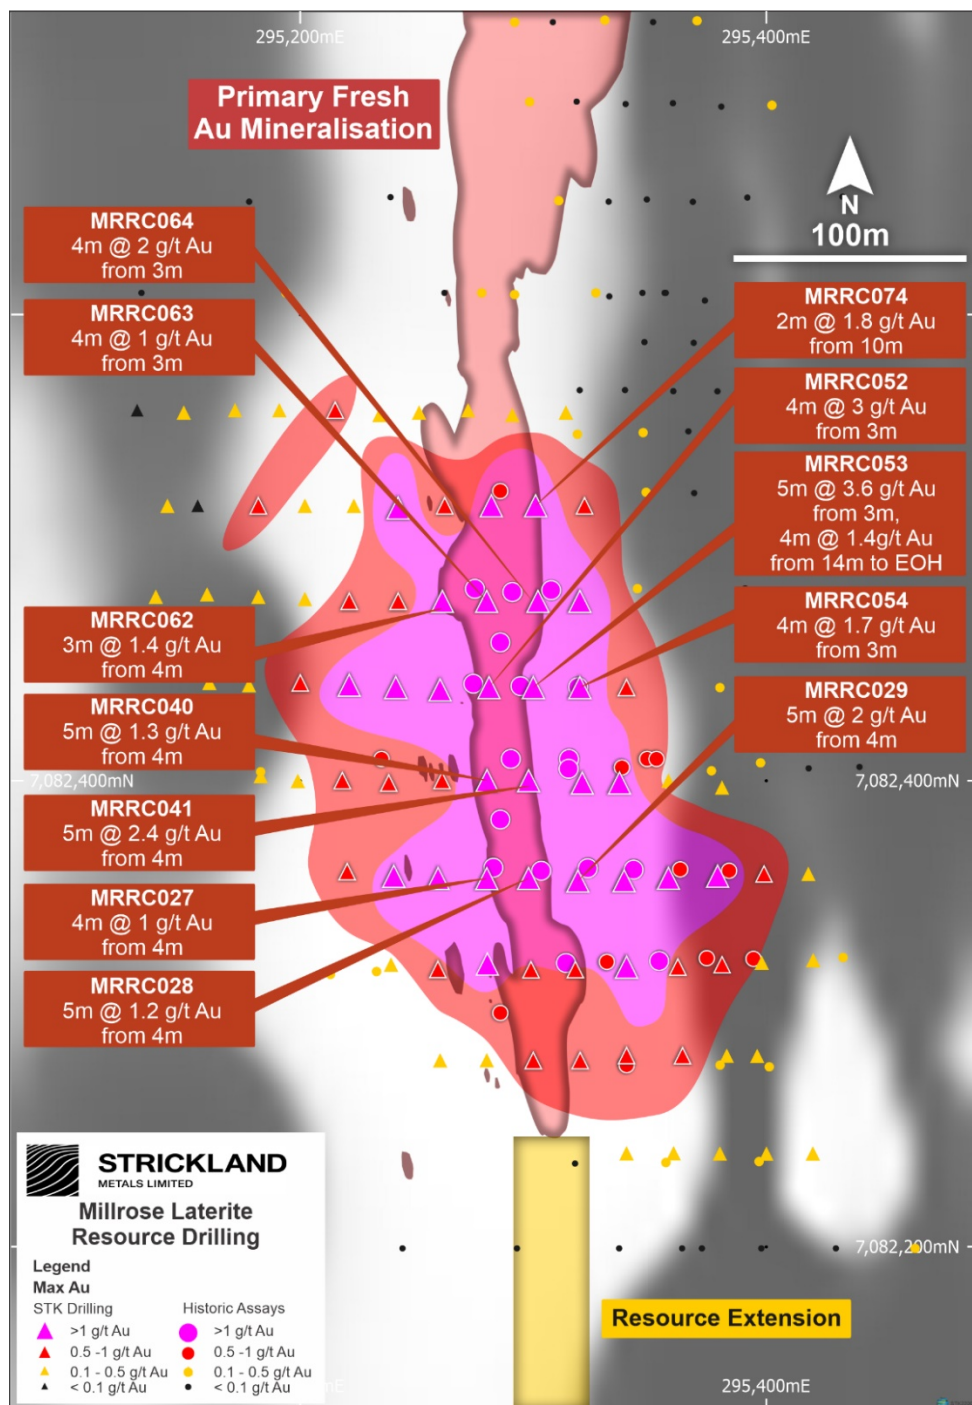 295,200mE
295,400mE
Primary Fresh
Au Mineralisation
N
100m
MRRC064
4m @ 2 g/t Au
from 3m
MRRC063
4m @ 1 g/t Au
from 3m
MRRC074
2m @ 1.8 g/t Au
from 10m
MRRC052
4m @ 3 g/t Au
from 3m
MRRC053
5m @ 3.6 g/t Au
from 3m,
4m @ 1.4g/t Au
from 14m to EOH
MRRC054
4m @ 1.7 g/t Au
from 3m
MRRC062
3m @ 1.4 g/t Au
from 4m
MRRC029
5m @ 2 g/t Au
from 4m
MRRC040
5m @ 1.3 g/t Au
from 4m
7,082,400mN
MRRC041
5m @ 2.4 g/t Au
from 4m
MRRC027
4m @ 1 g/t Au
from 4m
MRRC028
5m @ 1.2 g/t Au
from 4m
STRICKLAND
METALS LIMITED
Millrose Laterite
Resource Drilling
Legend
Max Au
STK Drilling
Historic Assays
>1 g/t Au
>1 g/t Au
0.5 -1 g/t Au
0.5 -1 g/t Au
0.1 - 0.5 g/t Au
0.1 - 0.5 g/t Au
< 0.1 g/t Au
< 0.1 g/t Au
7,082,200mN
Resource Extension
mE
295,400mE